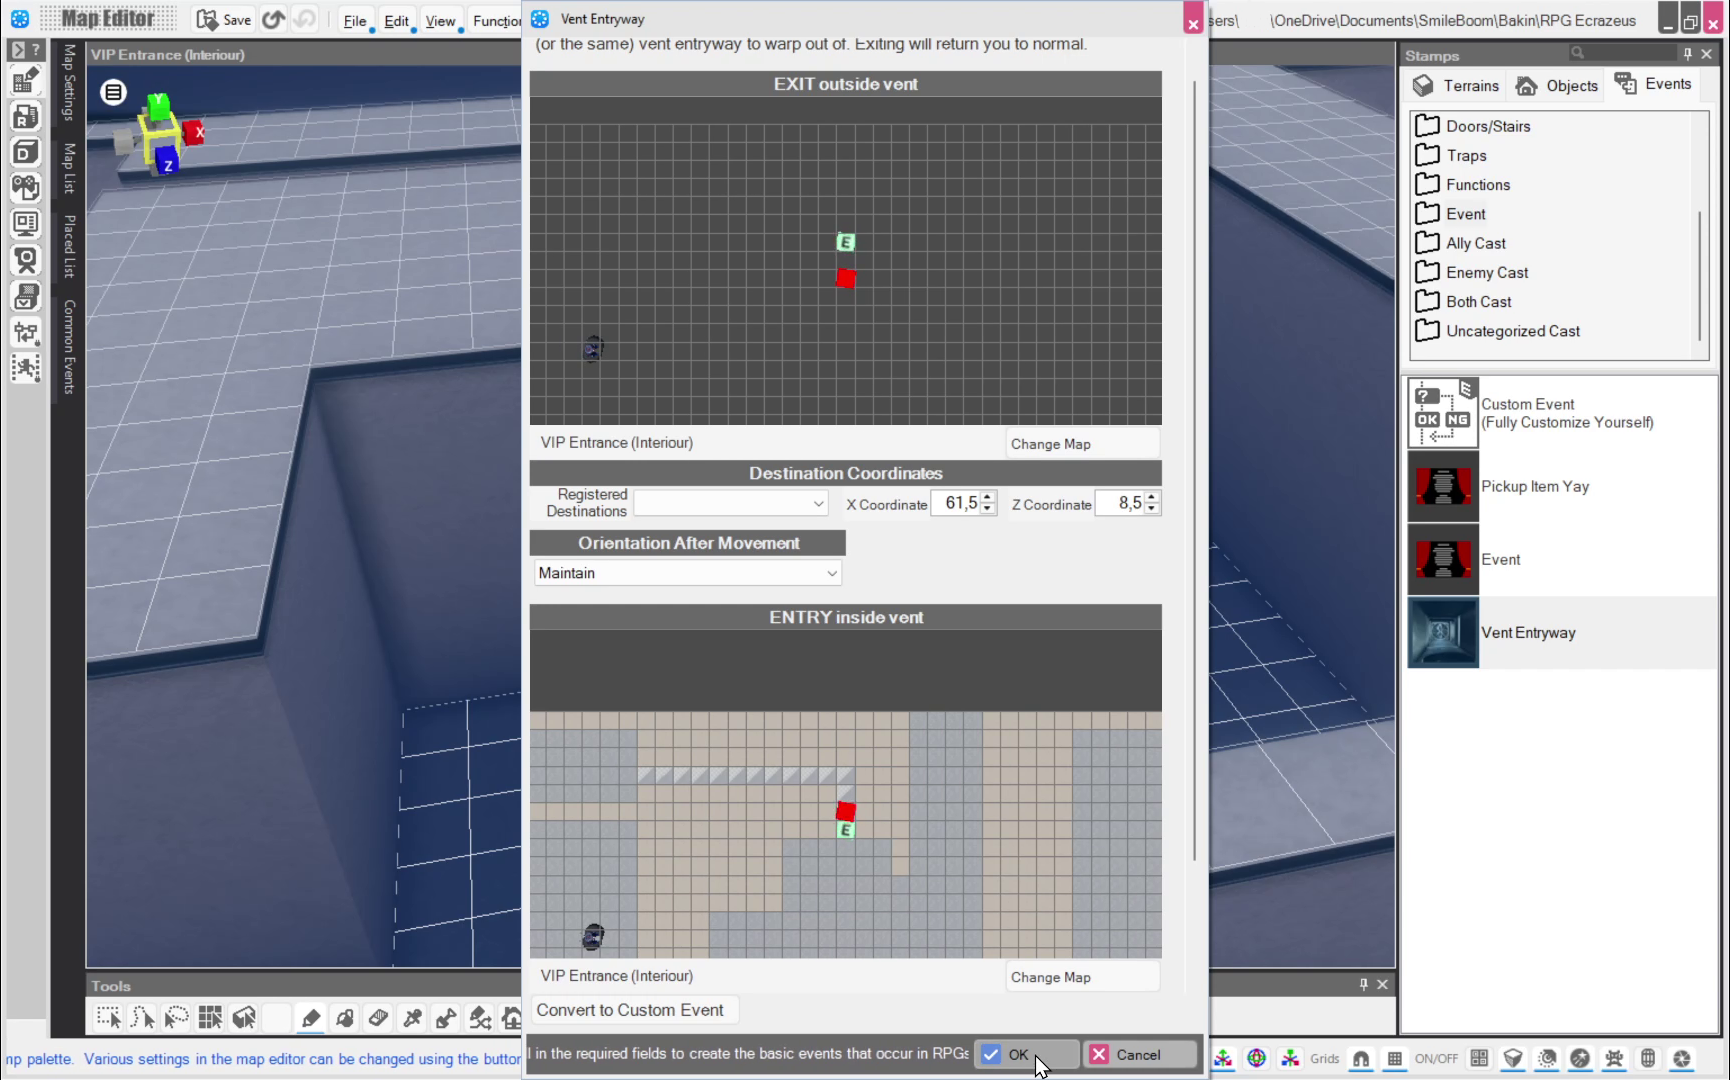 Map Editor
Save
File
Edit
View
Vent Entryway
\OneDrive\Documents\SmileBoom\Bakin\RPG Ecrazeus
?
Map Settings
Map List
Placed List
Common Events
VIP Entrance (Interiour)
Y
X
Z
(or the same) vent entryway to warp out of. Exiting will return you to normal.
EXIT outside vent
E
VIP Entrance (Interiour)
Change Map
Destination Coordinates
Registered
Destinations
X Coordinate
61,5
Z Coordinate
8,5
Orientation After Movement
Maintain
ENTRY inside vent
E
VIP Entrance (Interiour)
Change Map
Convert to Custom Event
in the required fields to create the basic events that occur in RPGs
OK
Cancel
Stamps
Terrains
Objects
Events
Doors/Stairs
Traps
Functions
Event
Ally Cast
Enemy Cast
Both Cast
Uncategorized Cast
? E
OK NG
Custom Event
(Fully Customize Yourself)
Pickup Item Yay
Event
Vent Entryway
Tools
palette. Various settings in the map editor can be changed using the
Grids
ON/OFF